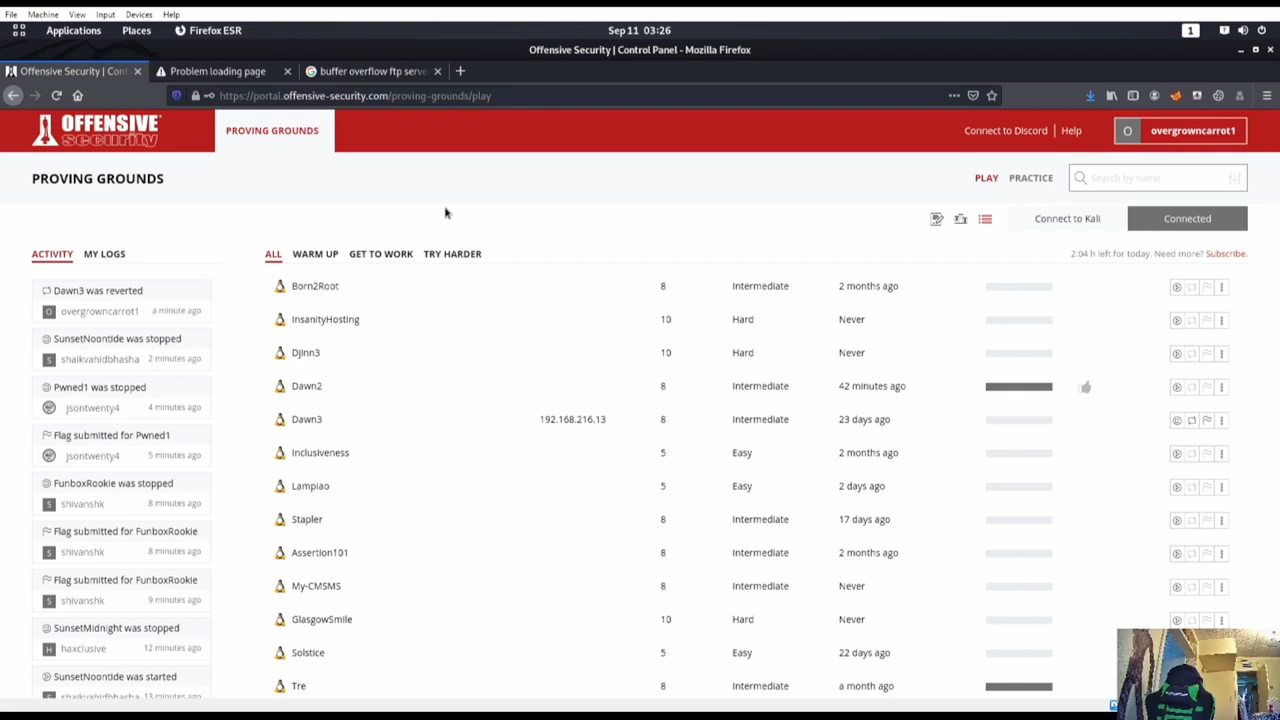 File Machine View Input Devices Help
Applications Places Firefox ESR Sep 11 03:26 1
Offensive Security | Control Panel - Mozilla Firefox
Offensive Security | Cont Problem loading page buffer overflow ftp serve
https://portal.offensive-security.com/proving-grounds/play
OFFENSIVE
security
PROVING GROUNDS
Connect to Discord | Help
O overgrowncarrot1
PROVING GROUNDS
PLAY PRACTICE
Search by name
Connect to Kali Connected
ACTIVITY MY LOGS
ALL WARM UP GET TO WORK TRY HARDER
2:04 h left for today. Need more? Subscribe.
Dawn3 was reverted
O overgrowncarrot1 a minute ago
SunsetNoontide was stopped
S shaikvahidbhasha 2 minutes ago
Pwned1 was stopped
jsontwenty4 4 minutes ago
Flag submitted for Pwned1
jsontwenty4 5 minutes ago
FunboxRookie was stopped
S shivanshk 8 minutes ago
Flag submitted for FunboxRookie
S shivanshk 8 minutes ago
Flag submitted for FunboxRookie
S shivanshk 9 minutes ago
SunsetMidnight was stopped
H haxclusive 12 minutes ago
SunsetNoontide was started
shaikvahidbhasha 13 minutes ago
Born2Root 8 Intermediate 2 months ago
InsanityHosting 10 Hard Never
DJinn3 10 Hard Never
Dawn2 8 Intermediate 42 minutes ago
Dawn3 192.168.216.13 8 Intermediate 23 days ago
Inclusiveness 5 Easy 2 months ago
Lampiao 5 Easy 2 days ago
Stapler 8 Intermediate 17 days ago
Assertion101 8 Intermediate 2 months ago
My-CMSMS 8 Intermediate Never
GlasgowSmile 10 Hard Never
Solstice 5 Easy 22 days ago
Tre 8 Intermediate a month ago